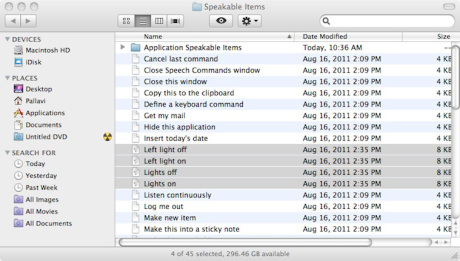 Speakable Items
Name Date Modified Size
DEVICES
Macintosh HD
iDisk
PLACES
Desktop
Pallavi
Applications
Documents
Untitled DVD
SEARCH FOR
Today
Yesterday
Past Week
All Images
All Movies
All Documents
Application Speakable Items Today, 10:36 AM --
Cancel last command Aug 16, 2011 2:09 PM 4 KB
Close Speech Commands window Aug 16, 2011 2:09 PM 4 KB
Close this window Aug 16, 2011 2:09 PM 4 KB
Copy this to the clipboard Aug 16, 2011 2:09 PM 4 KB
Define a keyboard command Aug 16, 2011 2:09 PM 4 KB
Get my mail Aug 16, 2011 2:09 PM 4 KB
Hide this application Aug 16, 2011 2:09 PM 4 KB
Insert today's date Aug 16, 2011 2:09 PM 4 KB
Left light off Aug 16, 2011 2:35 PM 8 KB
Left light on Aug 16, 2011 2:35 PM 8 KB
Lights off Aug 16, 2011 2:35 PM 8 KB
Lights on Aug 16, 2011 2:35 PM 8 KB
Listen continuously Aug 16, 2011 2:09 PM 4 KB
Log me out Aug 16, 2011 2:09 PM 4 KB
Make new item Aug 16, 2011 2:09 PM 4 KB
Make this into a sticky note Aug 16, 2011 2:09 PM 4 KB
4 of 45 selected, 296.46 GB available